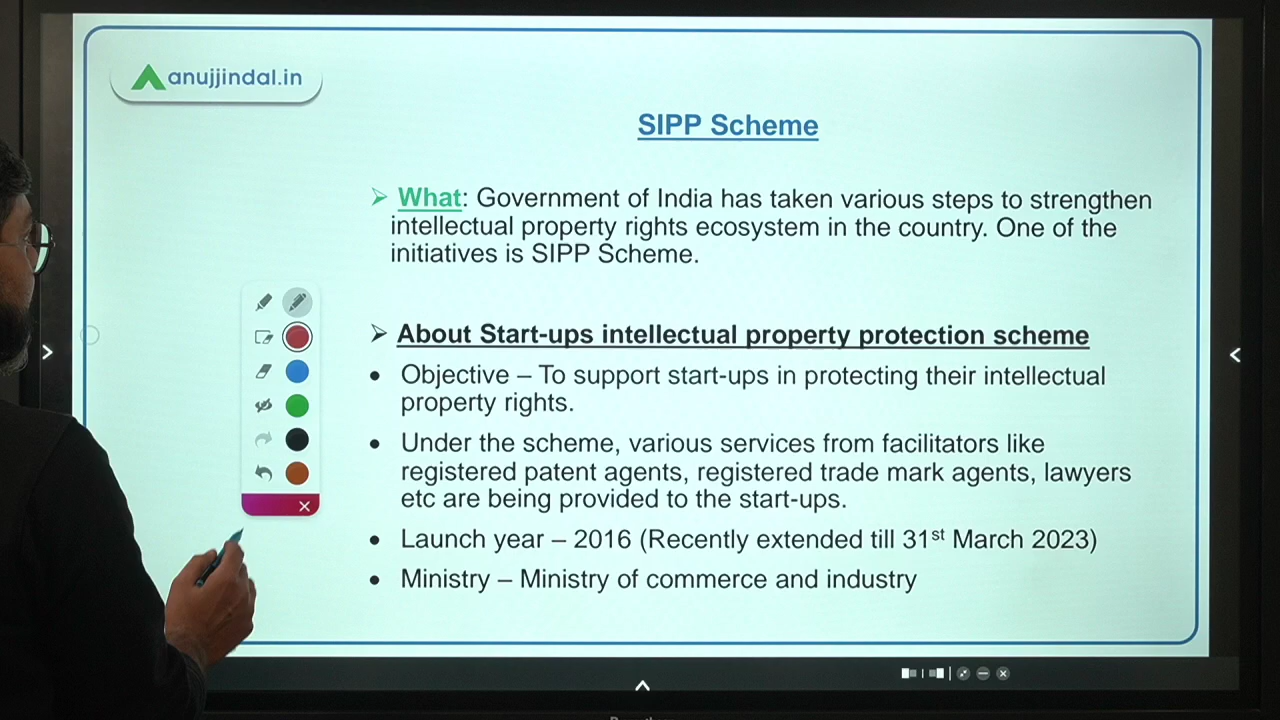 anujjindal.in
SIPP Scheme
What: Government of India has taken various steps to strengthen
intellectual property rights ecosystem in the country. One of the
initiatives is SIPP Scheme.
About Start-ups intellectual property protection scheme
• Objective – To support start-ups in protecting their intellectual
property rights.
• Under the scheme, various services from facilitators like
registered patent agents, registered trade mark agents, lawyers
etc are being provided to the start-ups.
• Launch year – 2016 (Recently extended till 31st March 2023)
• Ministry – Ministry of commerce and industry